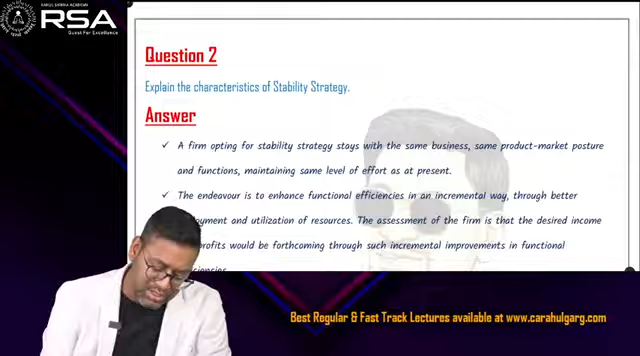 RAHUL SHARMA ACADEMY
RSA
Quest For Excellence
Question 2
Explain the characteristics of Stability Strategy.
Answer
✓ A firm opting for stability strategy stays with the same business, same product-market posture
and functions, maintaining same level of effort as at present.
✓ The endeavour is to enhance functional efficiencies in an incremental way, through better
and utilization of resources. The assessment of the firm is that the desired income
would be forthcoming through such incremental improvements in functional
Best Regular & Fast Track Lectures available at www.carahulgarg.com